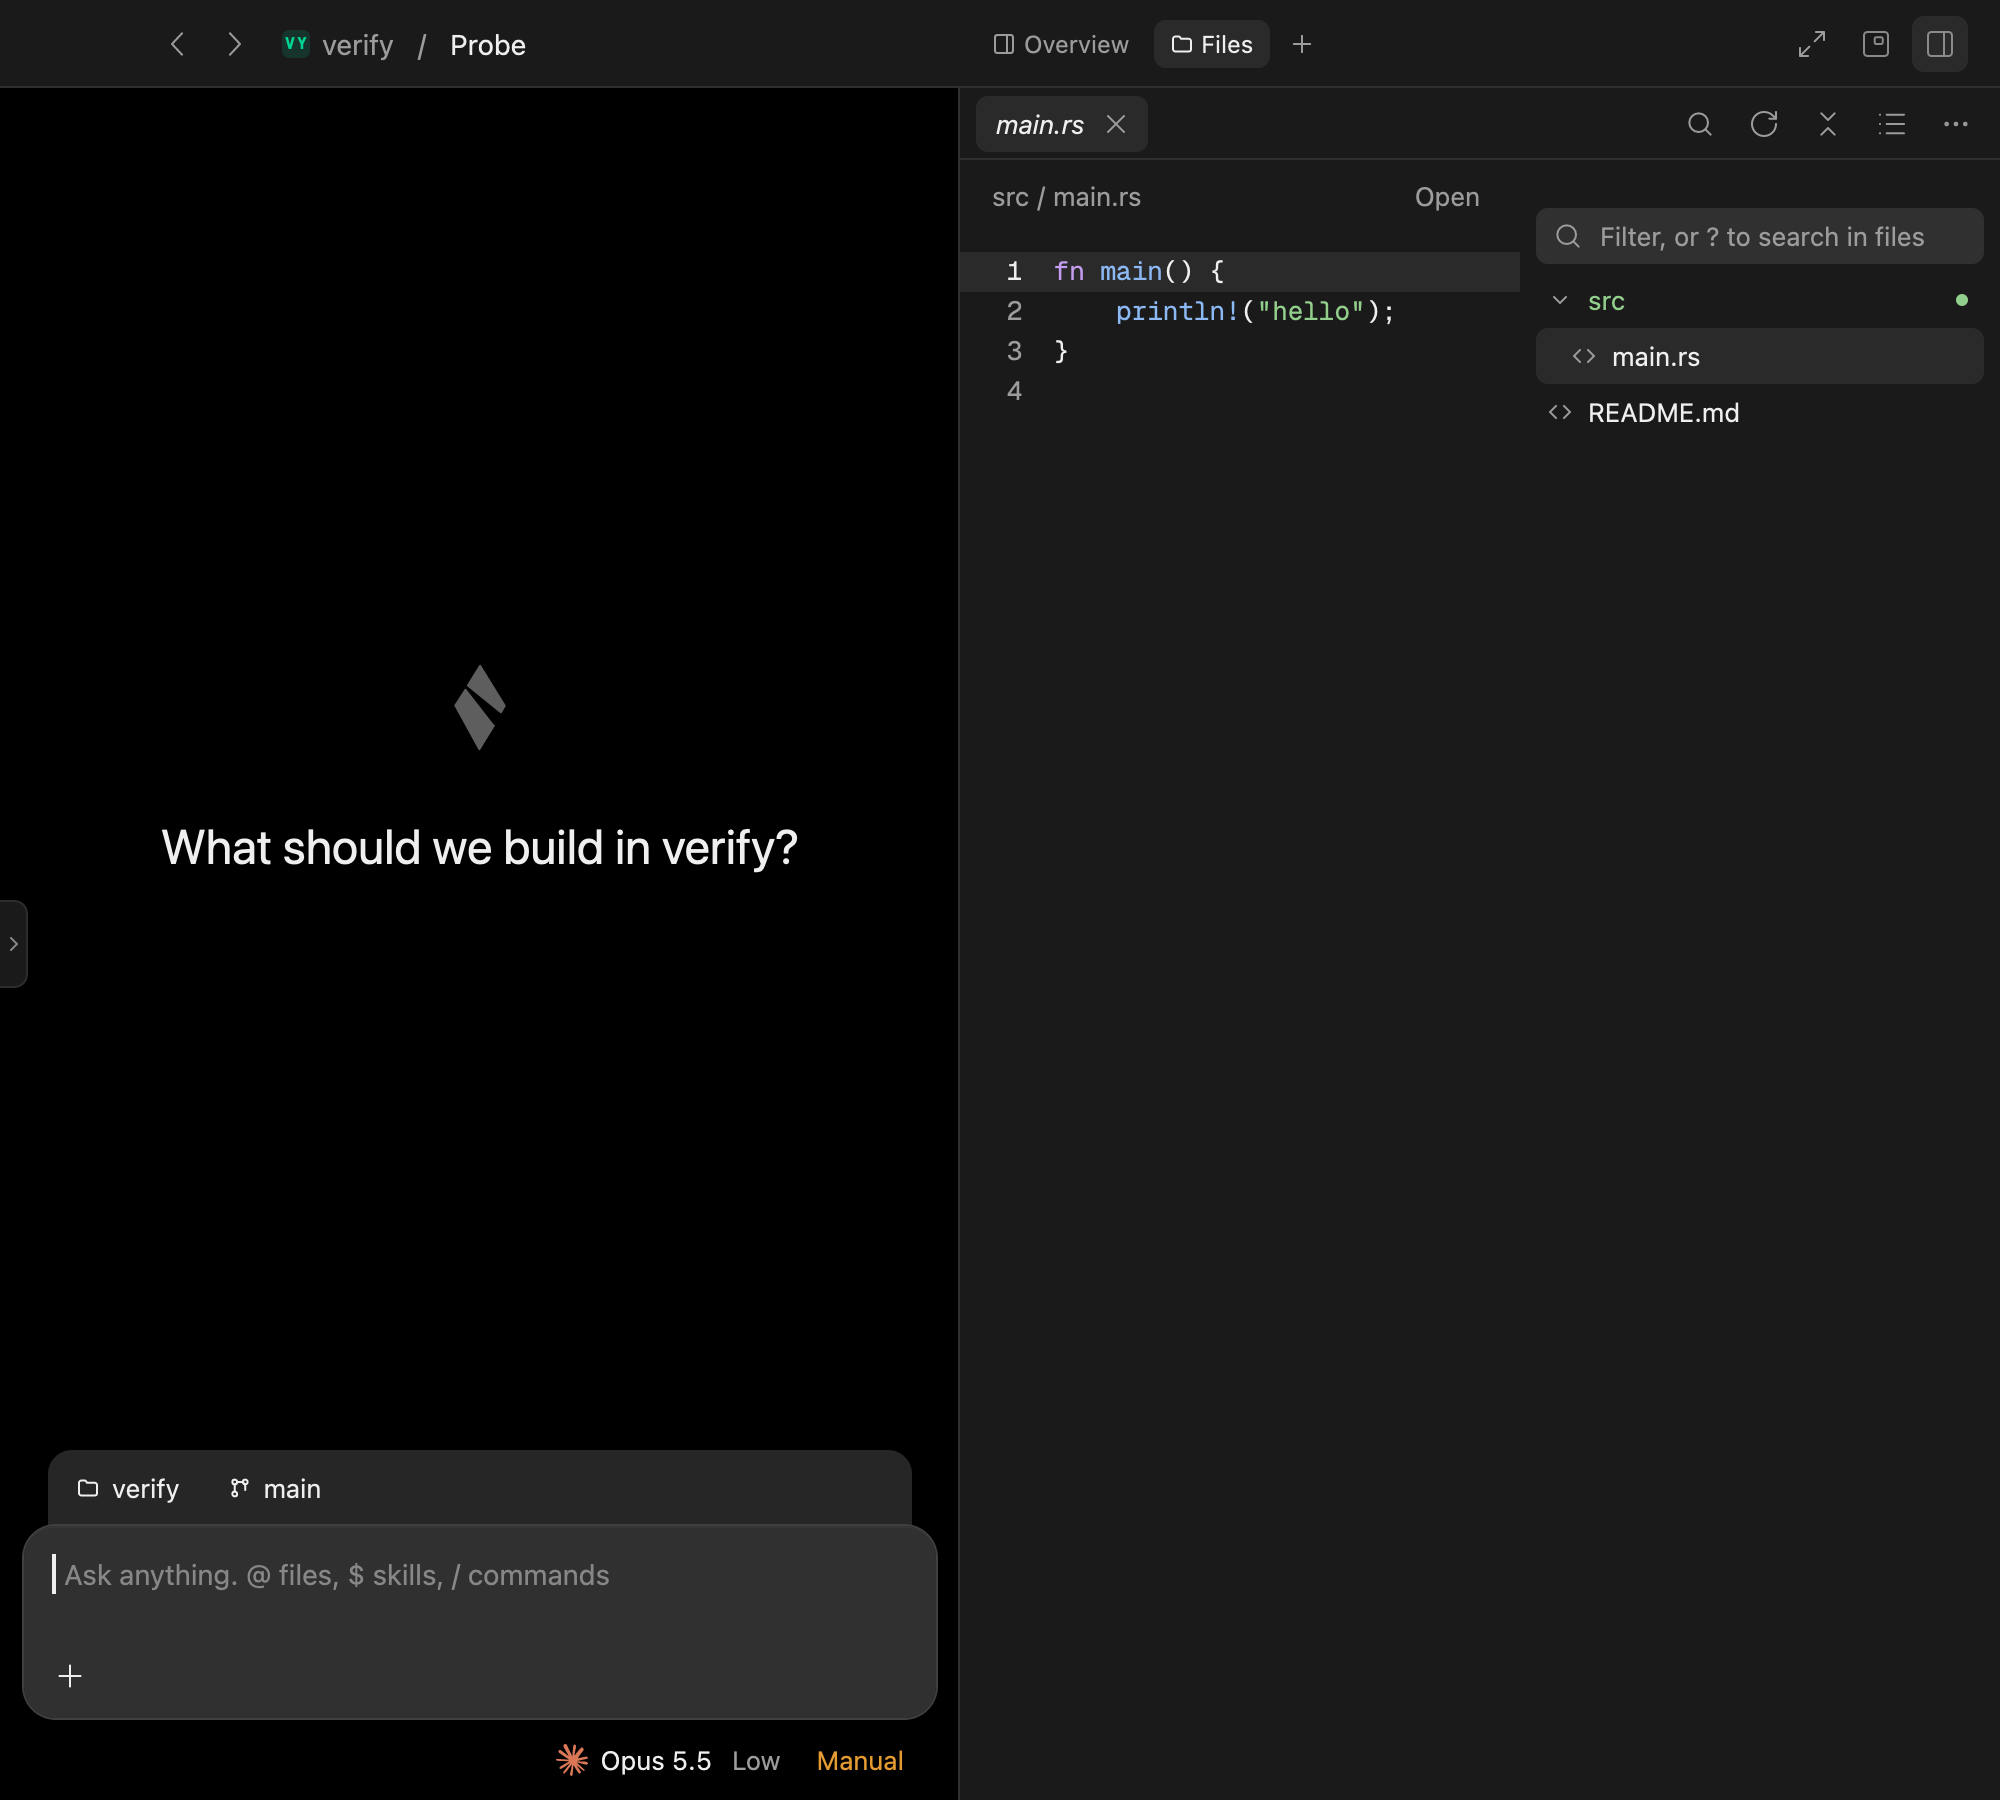 VY verify / Probe
Overview
Files
main.rs
src / main.rs
Open
1 fn main() {
2     println!("hello");
3 }
4
Filter, or ? to search in files
src
main.rs
README.md
What should we build in verify?
verify
main
Ask anything. @ files, $ skills, / commands
Opus 5.5 Low Manual